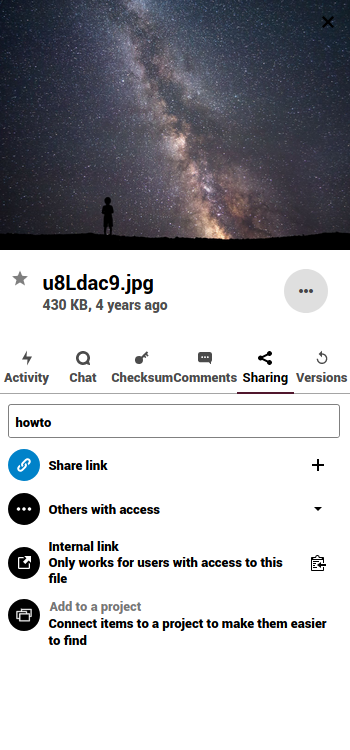 u8Ldac9.jpg
430 KB, 4 years ago
Activity
Chat
Checksum
Comments
Sharing
Versions
howto
Share link
Others with access
Internal link
Only works for users with access to this
file
Add to a project
Connect items to a project to make them easier
to find